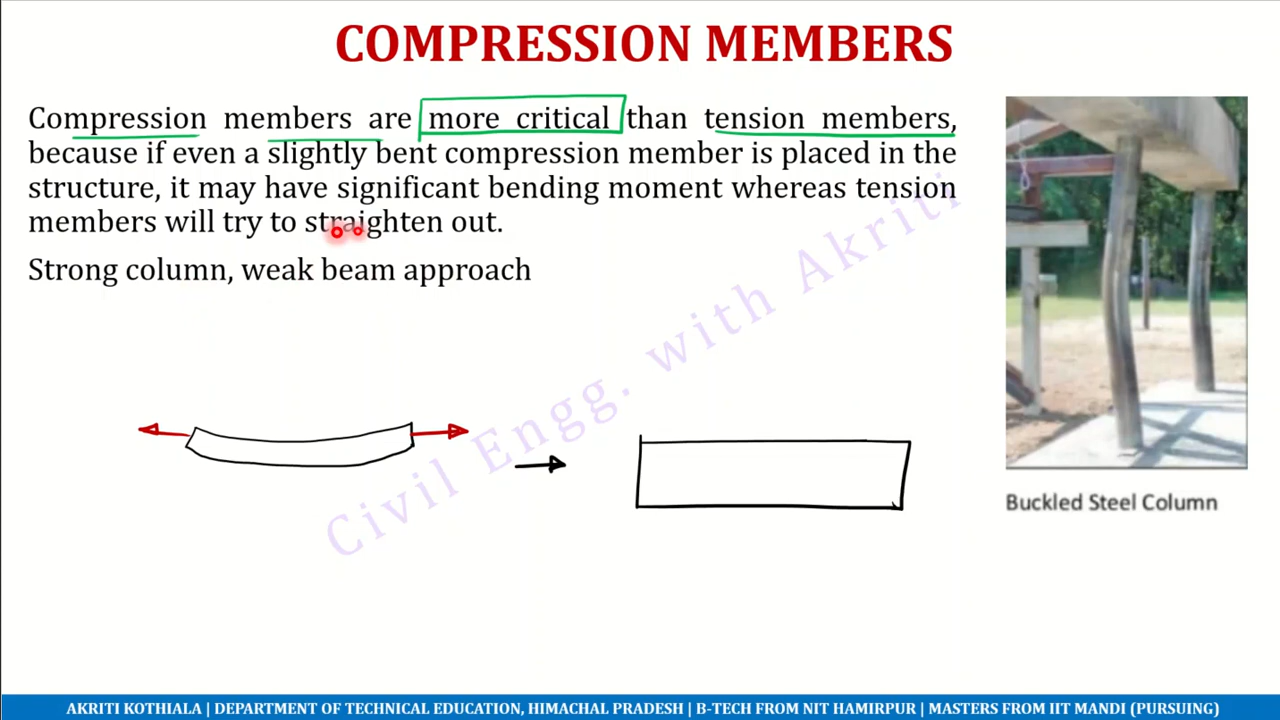 COMPRESSION MEMBERS
Compression members are more critical than tension members,
because if even a slightly bent compression member is placed in the
structure, it may have significant bending moment whereas tension
members will try to straighten out.
Strong column, weak beam approach
Civil Engg. with Akriti
Buckled Steel Column
AKRITI KOTHIALA | DEPARTMENT OF TECHNICAL EDUCATION, HIMACHAL PRADESH | B-TECH FROM NIT HAMIRPUR | MASTERS FROM IIT MANDI (PURSUING)